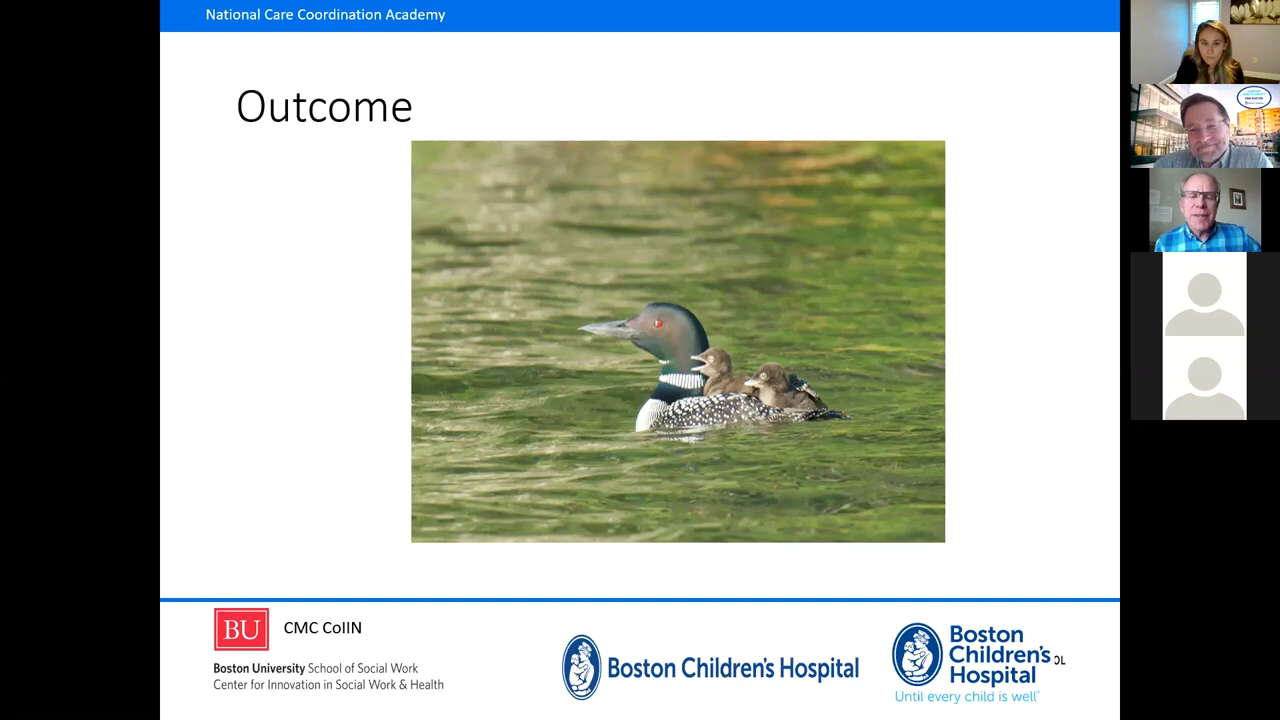 National Care Coordination Academy
Outcome
BU
CMC CoIIN
Boston University School of Social Work
Center for Innovation in Social Work & Health
Boston Children's Hospital
Boston
Children's
Hospital
Until every child is well™
OL